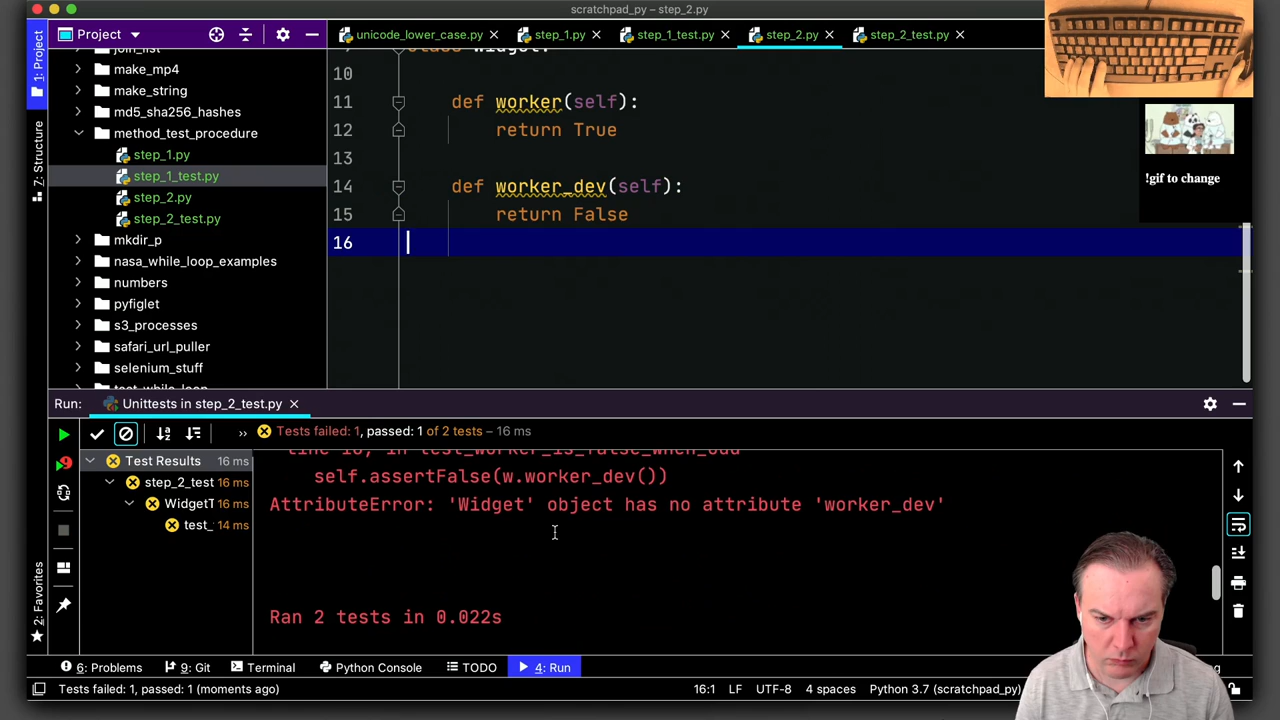 scratchpad_py – step_2.py
Project
unicode_lower_case.py
step_1.py
step_1_test.py
step_2.py
step_2_test.py
1: Project
7: Structure
2: Favorites
make_mp4
make_string
md5_sha256_hashes
method_test_procedure
step_1.py
step_1_test.py
step_2.py
step_2_test.py
mkdir_p
nasa_while_loop_examples
numbers
pyfiglet
s3_processes
safari_url_puller
selenium_stuff
10
11 def worker(self):
12 return True
13
14 def worker_dev(self):
15 return False
16
!gif to change
Run:
Unittests in step_2_test.py
Tests failed: 1, passed: 1 of 2 tests – 16 ms
Test Results 16 ms
step_2_test 16 ms
WidgetT 16 ms
test_ 14 ms
self.assertFalse(w.worker_dev())
AttributeError: 'Widget' object has no attribute 'worker_dev'
Ran 2 tests in 0.022s
6: Problems
9: Git
Terminal
Python Console
TODO
4: Run
Tests failed: 1, passed: 1 (moments ago)
16:1
LF
UTF-8
4 spaces
Python 3.7 (scratchpad_py)